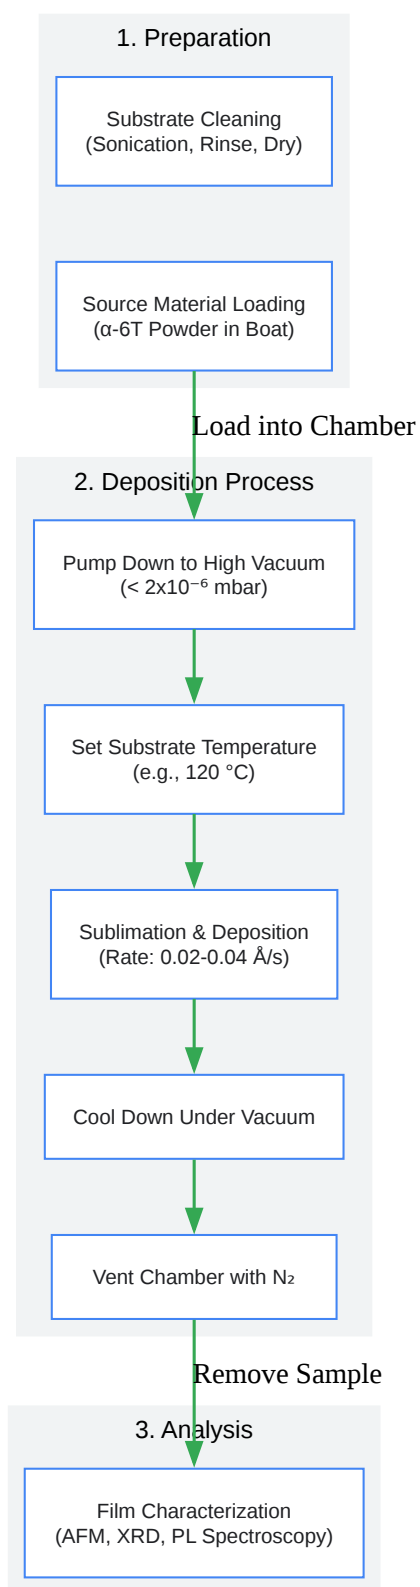 1. Preparation
Substrate Cleaning
(Sonication, Rinse, Dry)
Source Material Loading
(α-6T Powder in Boat)
Load into Chamber
2. Deposition Process
Pump Down to High Vacuum
(< 2x10⁻⁶ mbar)
Set Substrate Temperature
(e.g., 120 °C)
Sublimation & Deposition
(Rate: 0.02-0.04 Å/s)
Cool Down Under Vacuum
Vent Chamber with N₂
Remove Sample
3. Analysis
Film Characterization
(AFM, XRD, PL Spectroscopy)